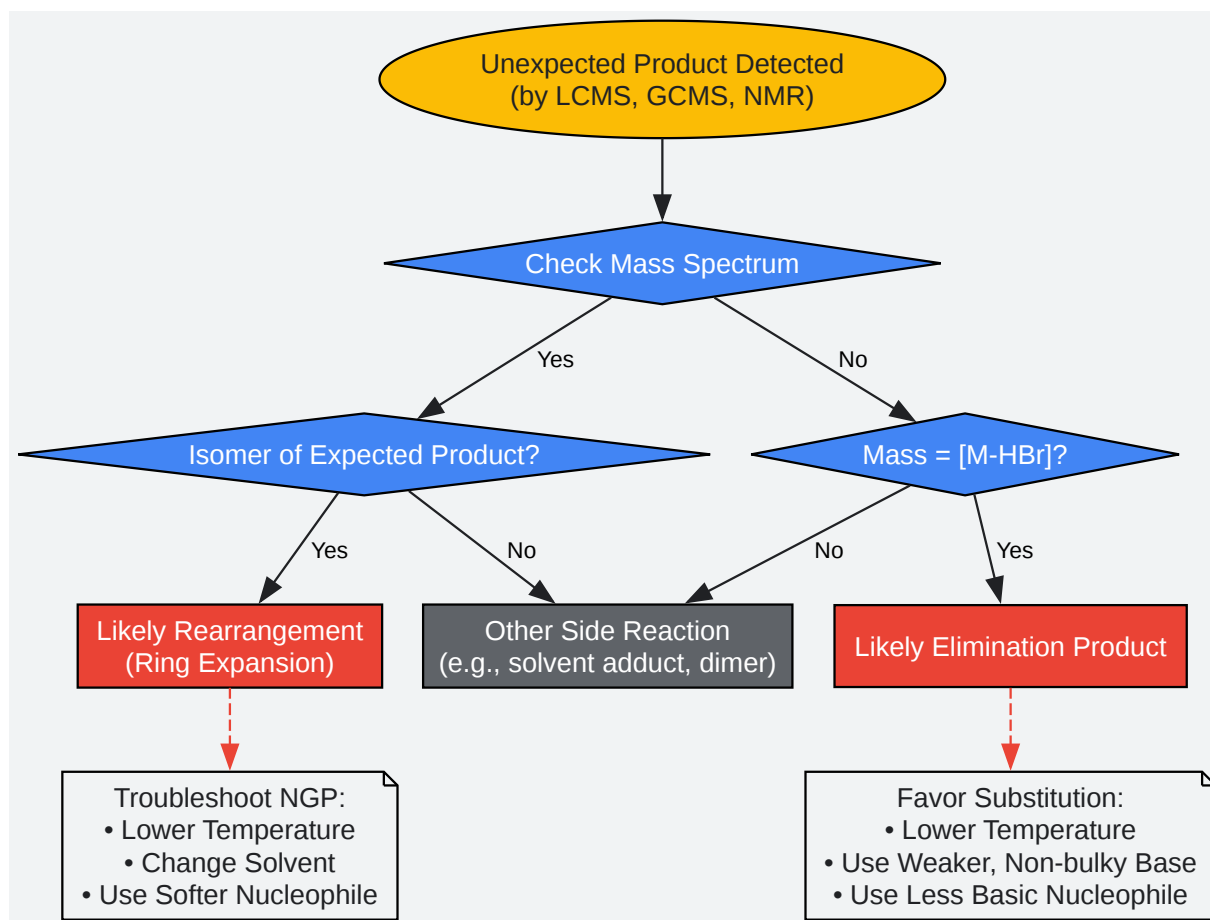 Unexpected Product Detected
(by LCMS, GCMS, NMR)
Check Mass Spectrum
Yes
No
Isomer of Expected Product?
Mass = [M-HBr]?
Yes
No
No
Yes
Likely Rearrangement
(Ring Expansion)
Other Side Reaction
(e.g., solvent adduct, dimer)
Likely Elimination Product
Troubleshoot NGP:
• Lower Temperature
• Change Solvent
• Use Softer Nucleophile
Favor Substitution:
• Lower Temperature
• Use Weaker, Non-bulky Base
• Use Less Basic Nucleophile